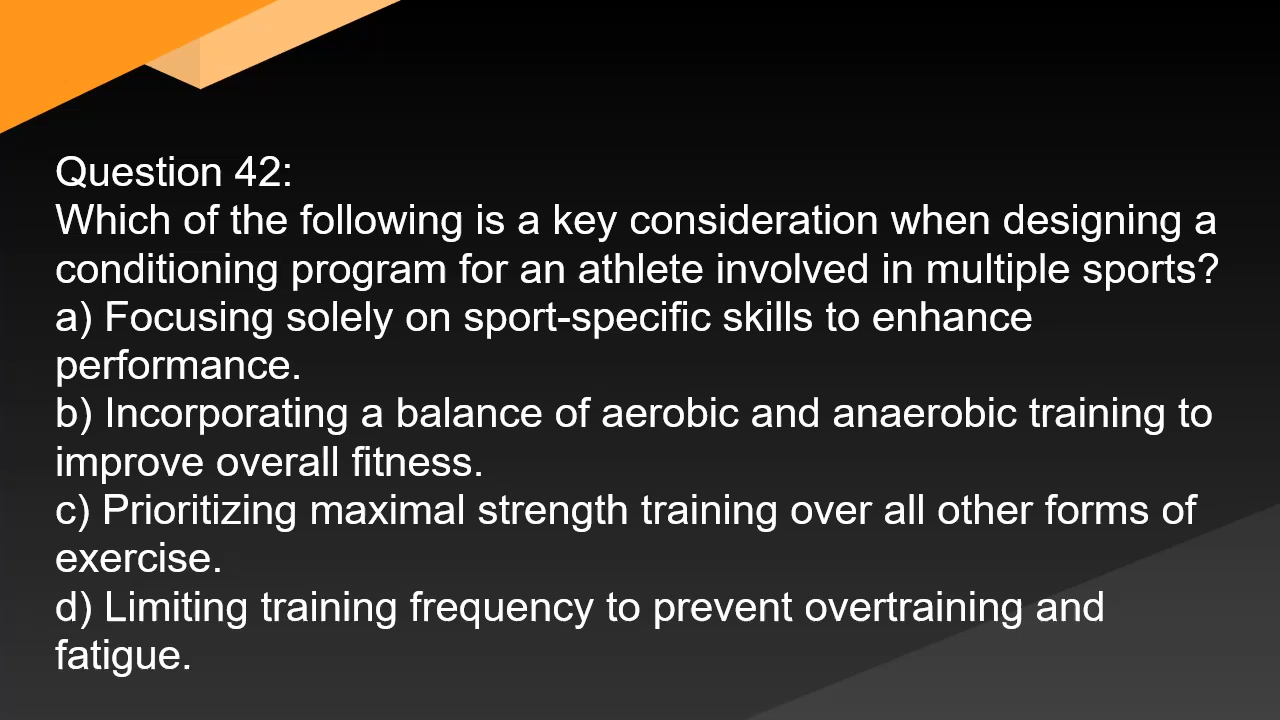 Question 42:
Which of the following is a key consideration when designing a
conditioning program for an athlete involved in multiple sports?
a) Focusing solely on sport-specific skills to enhance
performance.
b) Incorporating a balance of aerobic and anaerobic training to
improve overall fitness.
c) Prioritizing maximal strength training over all other forms of
exercise.
d) Limiting training frequency to prevent overtraining and
fatigue.